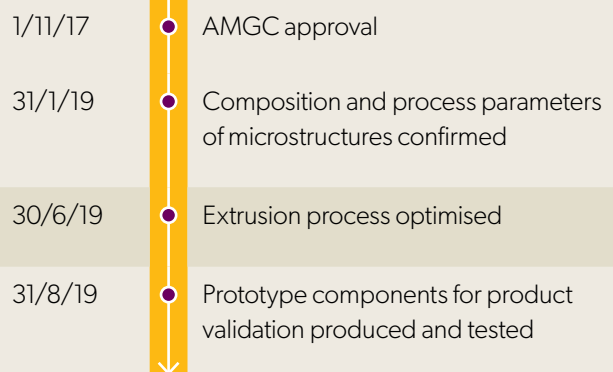 1/11/17 AMGC approval
31/1/19 Composition and process parameters
of microstructures confirmed
30/6/19 Extrusion process optimised
31/8/19 Prototype components for product
validation produced and tested